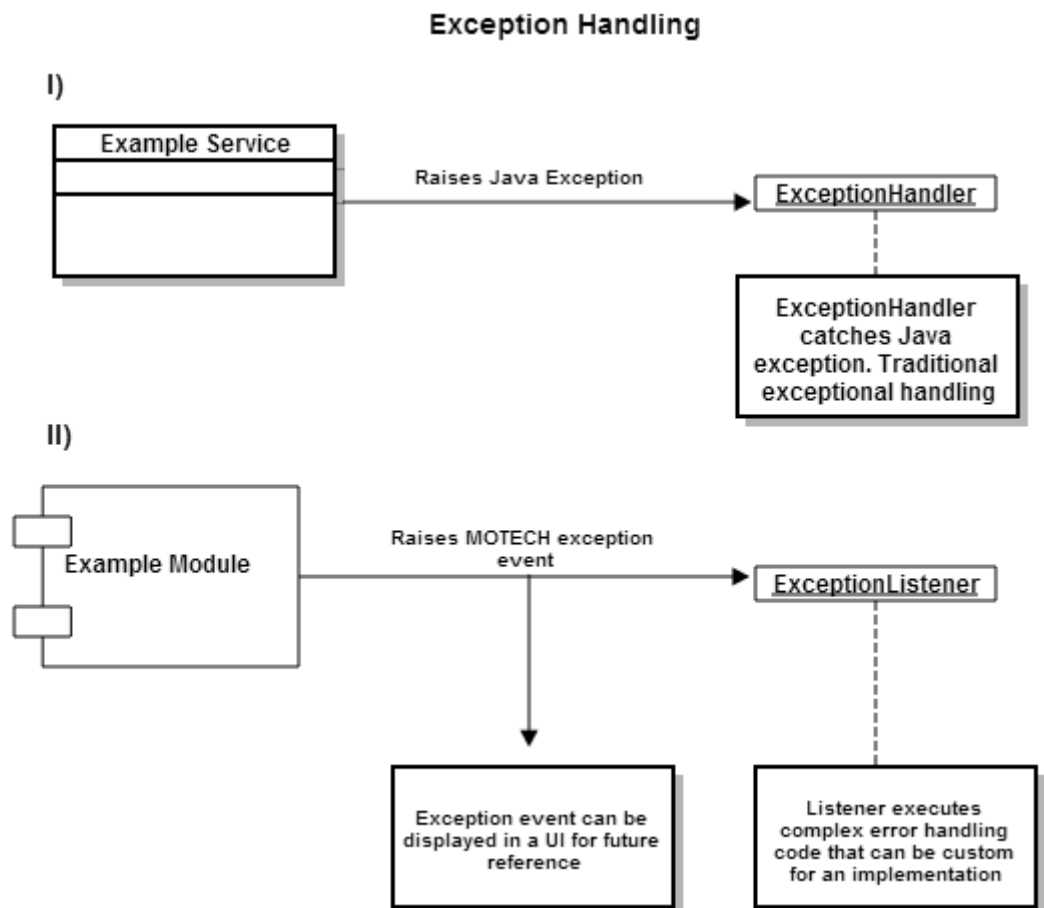 Exception Handling
I)
Example Service
Raises Java Exception
ExceptionHandler
ExceptionHandler
catches Java
exception. Traditional
exceptional handling
II)
Example Module
Raises MOTECH exception
event
ExceptionListener
Exception event can be
displayed in a UI for future
reference
Listener executes
complex error handling
code that can be custom
for an implementation